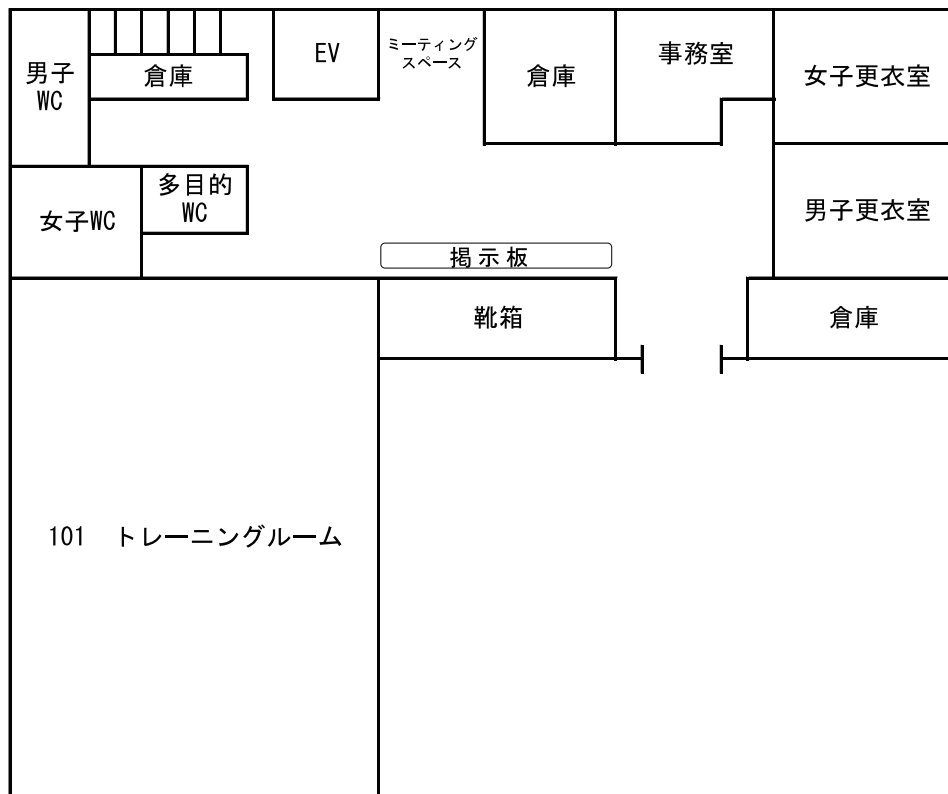 男子
WC
倉庫
EV
ミーティング
スペース
倉庫
事務室
女子更衣室
女子WC
多目的
WC
男子更衣室
掲示板
靴箱
倉庫
101　トレーニングルーム